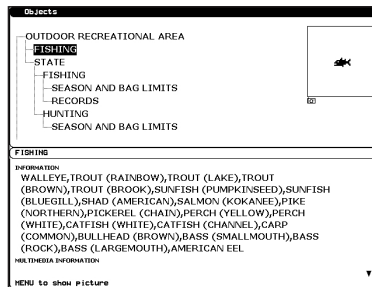 Objects
OUTDOOR RECREATIONAL AREA
FISHING
STATE
FISHING
SEASON AND BAG LIMITS
RECORDS
HUNTING
SEASON AND BAG LIMITS
FISHING
INFORMATION
WALLEYE,TROUT (RAINBOW),TROUT (LAKE),TROUT
(BROWN),TROUT (BROOK),SUNFISH (PUMPKINSEED),SUNFISH
(BLUEGILL),SHAD (AMERICAN),SALMON (KOKANEE),PIKE
(NORTHERN),PICKEREL (CHAIN),PERCH (YELLOW),PERCH
(WHITE),CATFISH (WHITE),CATFISH (CHANNEL),CARP
(COMMON),BULLHEAD (BROWN),BASS (SMALLMOUTH),BASS
(ROCK),BASS (LARGEMOUTH),AMERICAN EEL
MULTIMEDIA INFORMATION
MENU to show picture